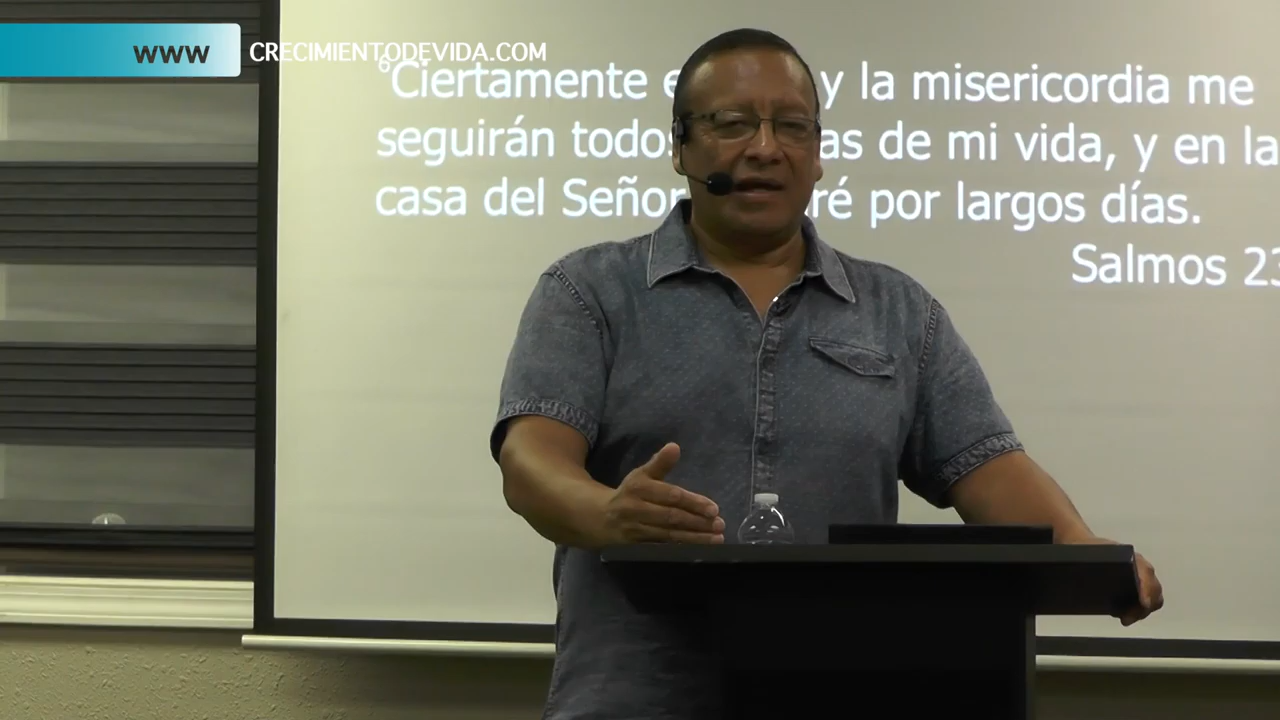 WWW CRECIMIENTODEVIDA.COM
6Ciertamente y la misericordia me
seguirán todos as de mi vida, y en la
casa del Señor ré por largos días.
Salmos 23